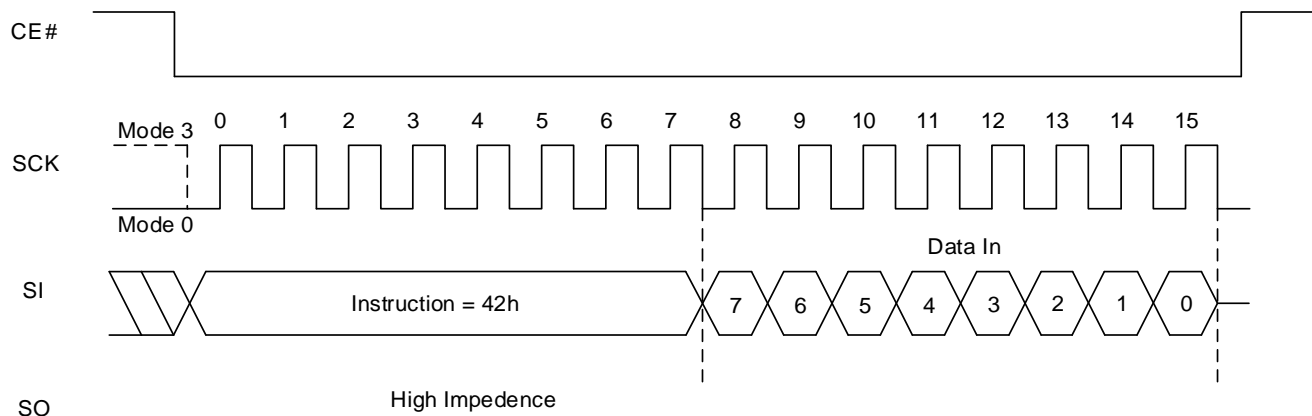 CE#
0 1 2 3 4 5 6 7 8 9 10 11 12 13 14 15
Mode 3
SCK
Mode 0
Data In
SI
Instruction = 42h
7 6 5 4 3 2 1 0
High Impedence
SO